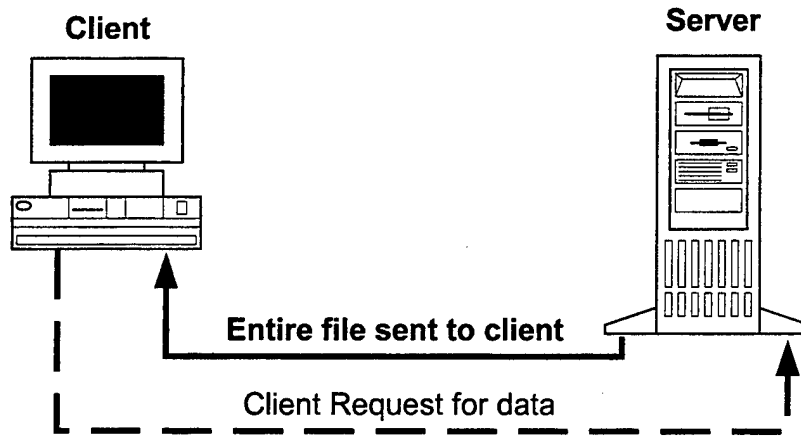 Client
Server
Entire file sent to client
Client Request for data